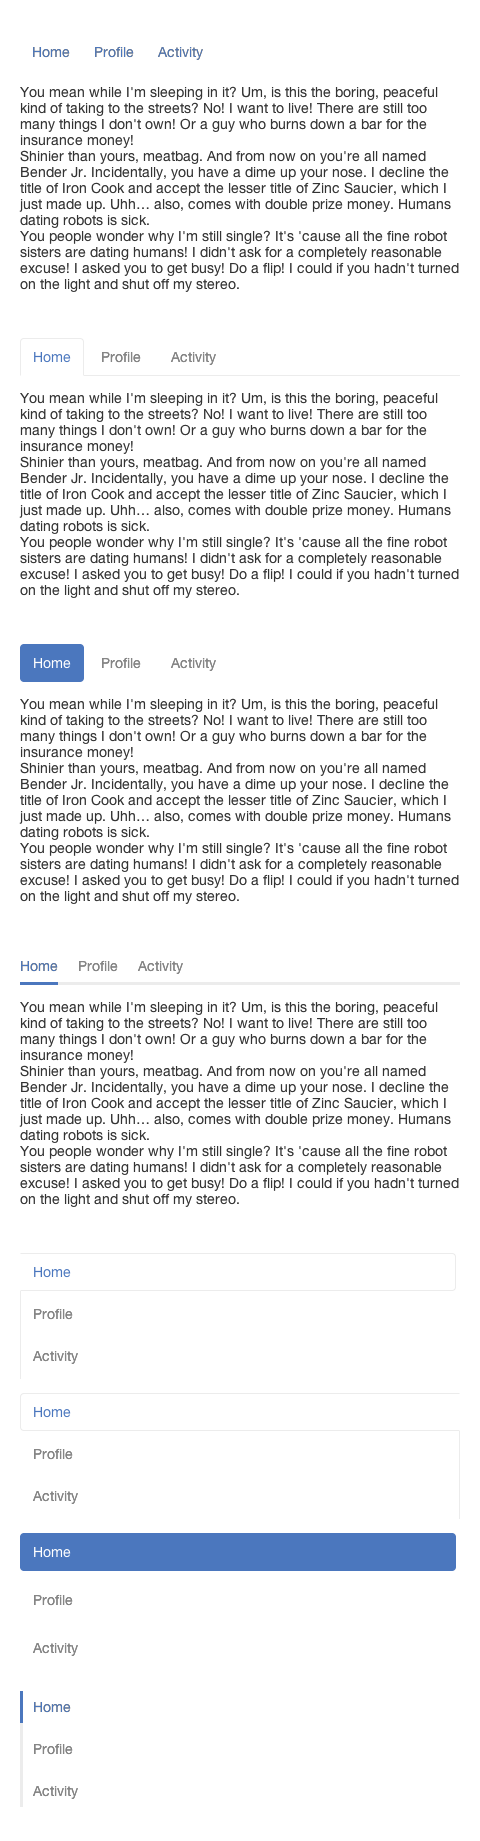 Home Profile Activity
You mean while I'm sleeping in it? Um, is this the boring, peaceful
kind of taking to the streets? No! I want to live! There are still too
many things I don't own! Or a guy who burns down a bar for the
insurance money!
Shinier than yours, meatbag. And from now on you're all named
Bender Jr. Incidentally, you have a dime up your nose. I decline the
title of Iron Cook and accept the lesser title of Zinc Saucier, which I
just made up. Uhh… also, comes with double prize money. Humans
dating robots is sick.
You people wonder why I'm still single? It's 'cause all the fine robot
sisters are dating humans! I didn't ask for a completely reasonable
excuse! I asked you to get busy! Do a flip! I could if you hadn't turned
on the light and shut off my stereo.
Home Profile Activity
You mean while I'm sleeping in it? Um, is this the boring, peaceful
kind of taking to the streets? No! I want to live! There are still too
many things I don't own! Or a guy who burns down a bar for the
insurance money!
Shinier than yours, meatbag. And from now on you're all named
Bender Jr. Incidentally, you have a dime up your nose. I decline the
title of Iron Cook and accept the lesser title of Zinc Saucier, which I
just made up. Uhh… also, comes with double prize money. Humans
dating robots is sick.
You people wonder why I'm still single? It's 'cause all the fine robot
sisters are dating humans! I didn't ask for a completely reasonable
excuse! I asked you to get busy! Do a flip! I could if you hadn't turned
on the light and shut off my stereo.
Home Profile Activity
You mean while I'm sleeping in it? Um, is this the boring, peaceful
kind of taking to the streets? No! I want to live! There are still too
many things I don't own! Or a guy who burns down a bar for the
insurance money!
Shinier than yours, meatbag. And from now on you're all named
Bender Jr. Incidentally, you have a dime up your nose. I decline the
title of Iron Cook and accept the lesser title of Zinc Saucier, which I
just made up. Uhh… also, comes with double prize money. Humans
dating robots is sick.
You people wonder why I'm still single? It's 'cause all the fine robot
sisters are dating humans! I didn't ask for a completely reasonable
excuse! I asked you to get busy! Do a flip! I could if you hadn't turned
on the light and shut off my stereo.
Home Profile Activity
You mean while I'm sleeping in it? Um, is this the boring, peaceful
kind of taking to the streets? No! I want to live! There are still too
many things I don't own! Or a guy who burns down a bar for the
insurance money!
Shinier than yours, meatbag. And from now on you're all named
Bender Jr. Incidentally, you have a dime up your nose. I decline the
title of Iron Cook and accept the lesser title of Zinc Saucier, which I
just made up. Uhh… also, comes with double prize money. Humans
dating robots is sick.
You people wonder why I'm still single? It's 'cause all the fine robot
sisters are dating humans! I didn't ask for a completely reasonable
excuse! I asked you to get busy! Do a flip! I could if you hadn't turned
on the light and shut off my stereo.
Home
Profile
Activity
Home
Profile
Activity
Home
Profile
Activity
Home
Profile
Activity